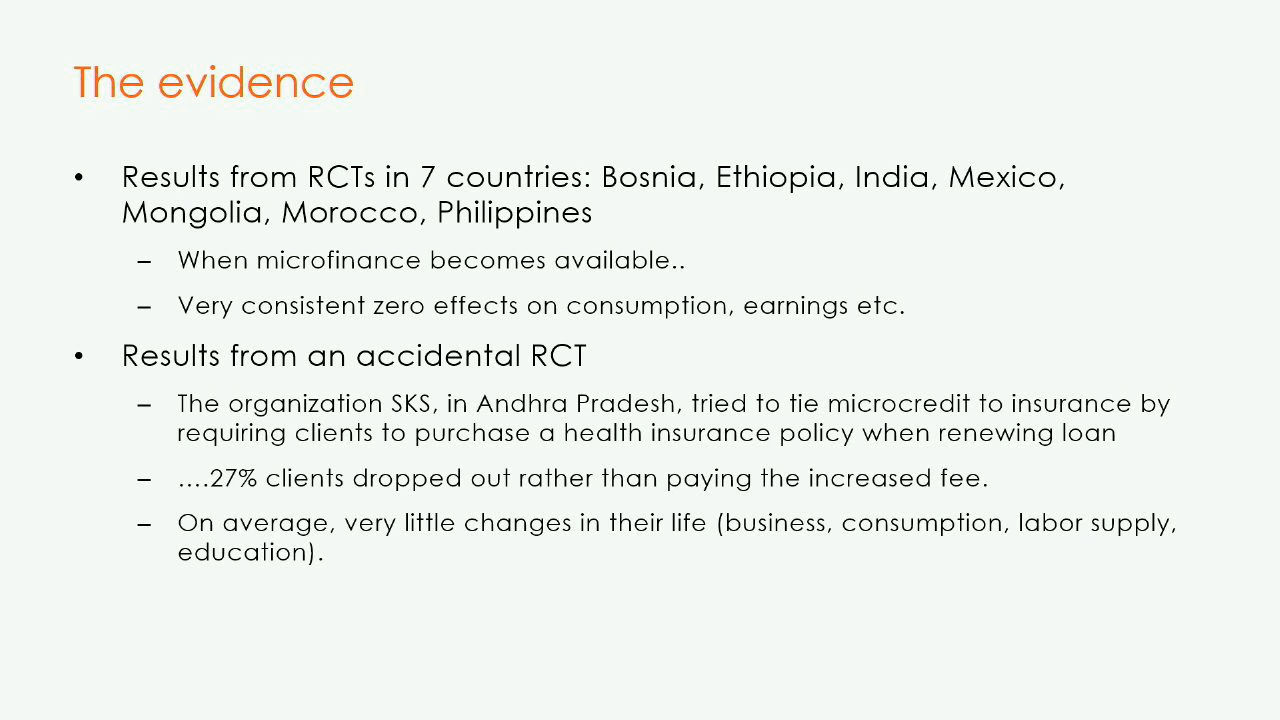 The evidence
• Results from RCTs in 7 countries: Bosnia, Ethiopia, India, Mexico,
Mongolia, Morocco, Philippines
– When microfinance becomes available..
– Very consistent zero effects on consumption, earnings etc.
• Results from an accidental RCT
– The organization SKS, in Andhra Pradesh, tried to tie microcredit to insurance by
requiring clients to purchase a health insurance policy when renewing loan
– ….27% clients dropped out rather than paying the increased fee.
– On average, very little changes in their life (business, consumption, labor supply,
education).